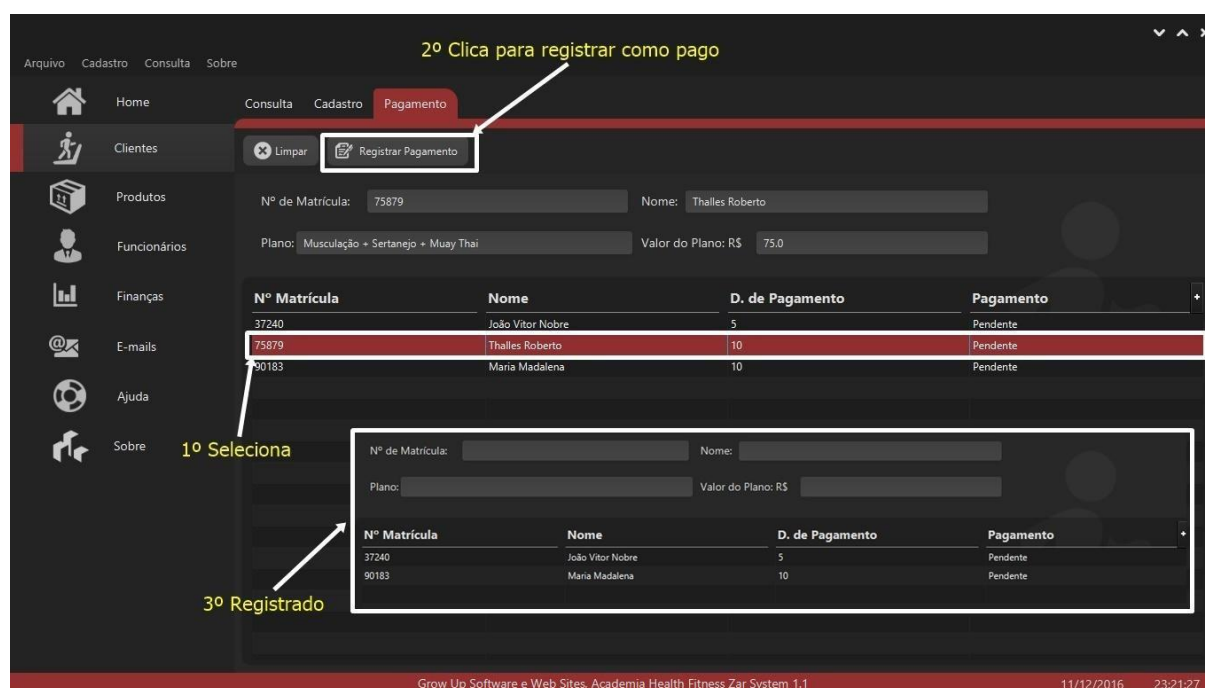 2º Clica para registrar como pago
Arquivo Cadastro Consulta Sobre
Home
Clientes
Produtos
Funcionários
Finanças
E-mails
Ajuda
Sobre
Consulta Cadastro Pagamento
Limpar Registrar Pagamento
Nº de Matrícula: 75879 Nome: Thalles Roberto
Plano: Musculação + Sertanejo + Muay Thai Valor do Plano: R$ 75.0
Nº Matrícula Nome D. de Pagamento Pagamento +
37240 João Vitor Nobre 5 Pendente
75879 Thalles Roberto 10 Pendente
90183 Maria Madalena 10 Pendente
1º Seleciona
Nº de Matrícula: Nome:
Plano: Valor do Plano: R$
Nº Matrícula Nome D. de Pagamento Pagamento +
37240 João Vitor Nobre 5 Pendente
90183 Maria Madalena 10 Pendente
3º Registrado
Grow Up Software e Web Sites, Academia Health Fitness Zar System 1.1 11/12/2016 23:21:27